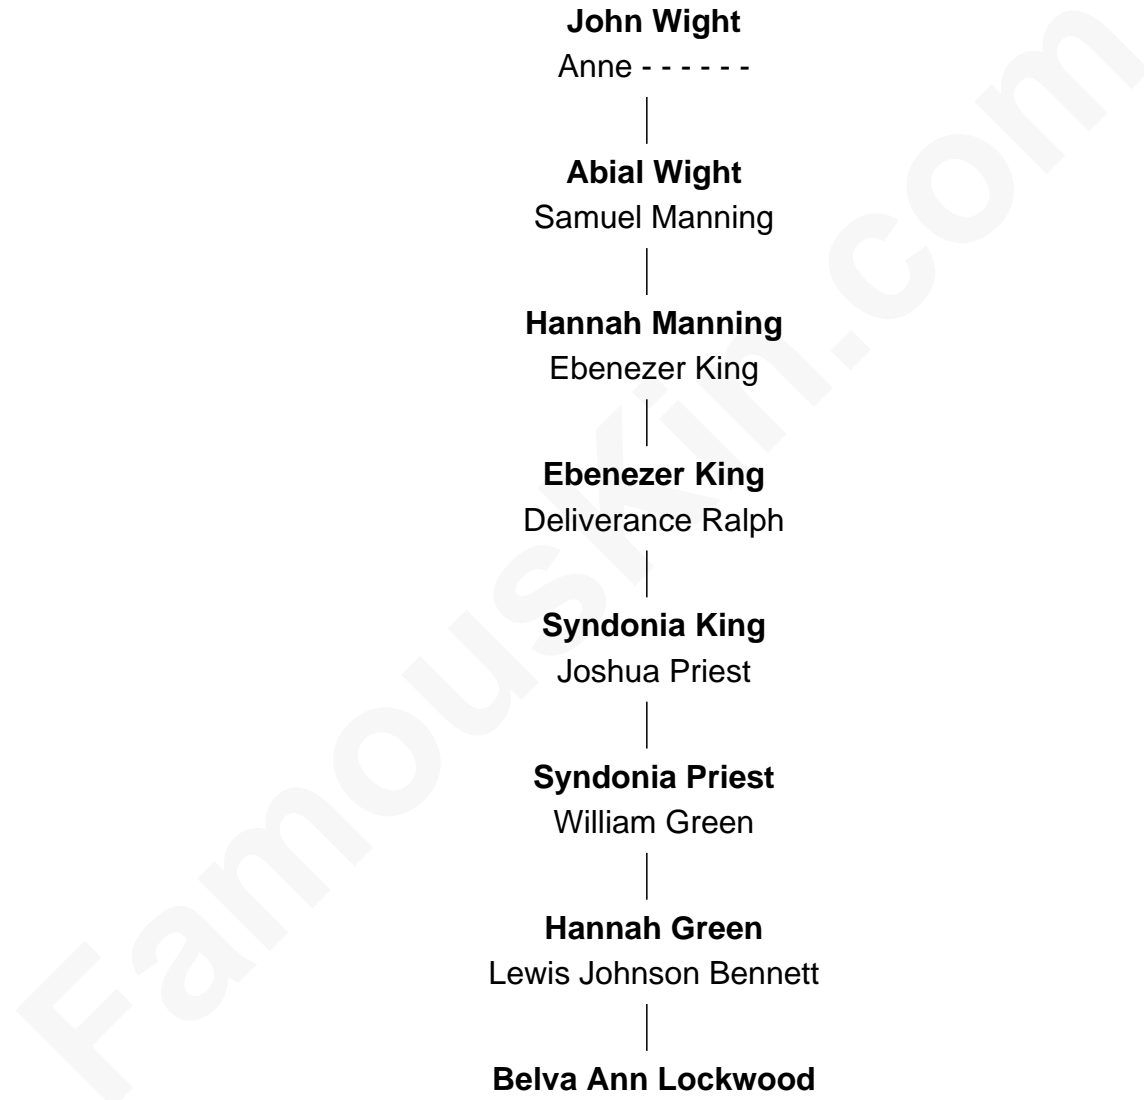 John Wight
Anne - - - - - -
Abial Wight
Samuel Manning
Hannah Manning
Ebenezer King
Ebenezer King
Deliverance Ralph
Syndonia King
Joshua Priest
Syndonia Priest
William Green
Hannah Green
Lewis Johnson Bennett
Belva Ann Lockwood
FamousKin.com